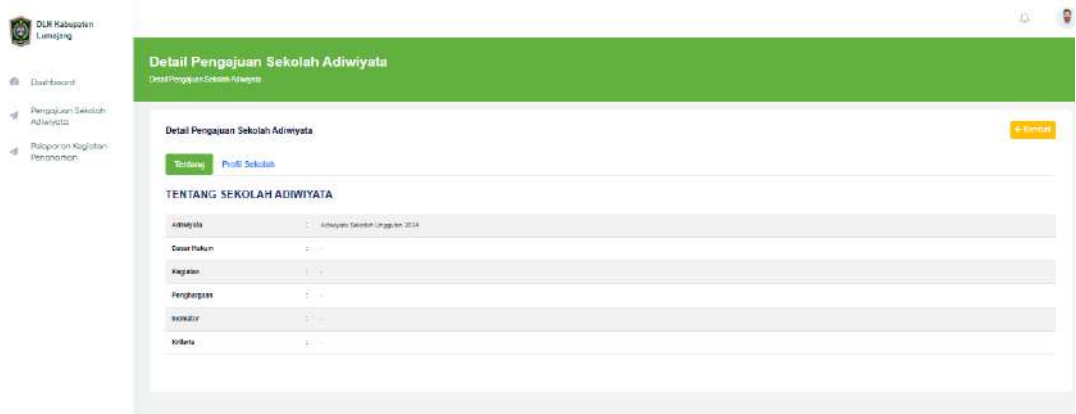 DLH Kabupaten
Lumajang
Dashboard
Pengajuan Sekolah
Adiwiyata
Pelaporan Kegiatan
Penanaman
Detail Pengajuan Sekolah Adiwiyata
Detail Pengajuan Sekolah Adiwiyata
Detail Pengajuan Sekolah Adiwiyata
← Kembali
Tentang Profil Sekolah
TENTANG SEKOLAH ADIWIYATA
Adiwiyata : Adiwiyata Sekolah Unggulan 2024
Dasar Hukum : -
Kegiatan : -
Penghargaan : -
Indikator : -
Kriteria : -